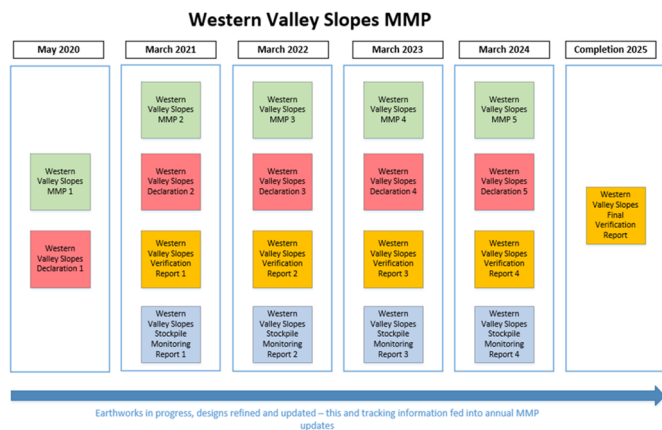 Western Valley Slopes MMP
May 2020
March 2021
March 2022
March 2023
March 2024
Completion 2025
Western
Valley Slopes
MMP 1
Western
Valley Slopes
Declaration 1
Western
Valley Slopes
MMP 2
Western
Valley Slopes
Declaration 2
Western
Valley Slopes
Verification
Report 1
Western
Valley Slopes
Stockpile
Monitoring
Report 1
Western
Valley Slopes
MMP 3
Western
Valley Slopes
Declaration 3
Western
Valley Slopes
Verification
Report 2
Western
Valley Slopes
Stockpile
Monitoring
Report 2
Western
Valley Slopes
MMP 4
Western
Valley Slopes
Declaration 4
Western
Valley Slopes
Verification
Report 3
Western
Valley Slopes
Stockpile
Monitoring
Report 3
Western
Valley Slopes
MMP 5
Western
Valley Slopes
Declaration 5
Western
Valley Slopes
Verification
Report 4
Western
Valley Slopes
Stockpile
Monitoring
Report 4
Western
Valley Slopes
Final
Verification
Report
Earthworks in progress, designs refined and updated – this and tracking information fed into annual MMP
updates